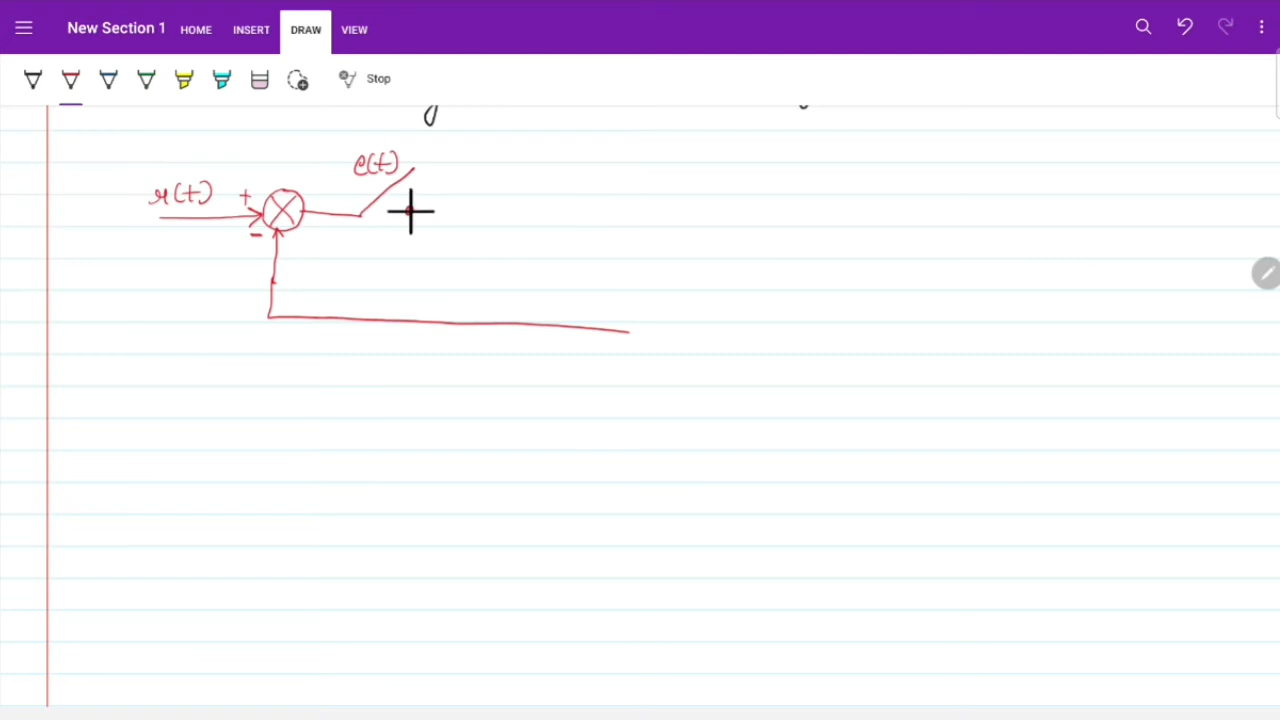 New Section 1 HOME INSERT DRAW VIEW
Stop
e(t)
r(t) +
-